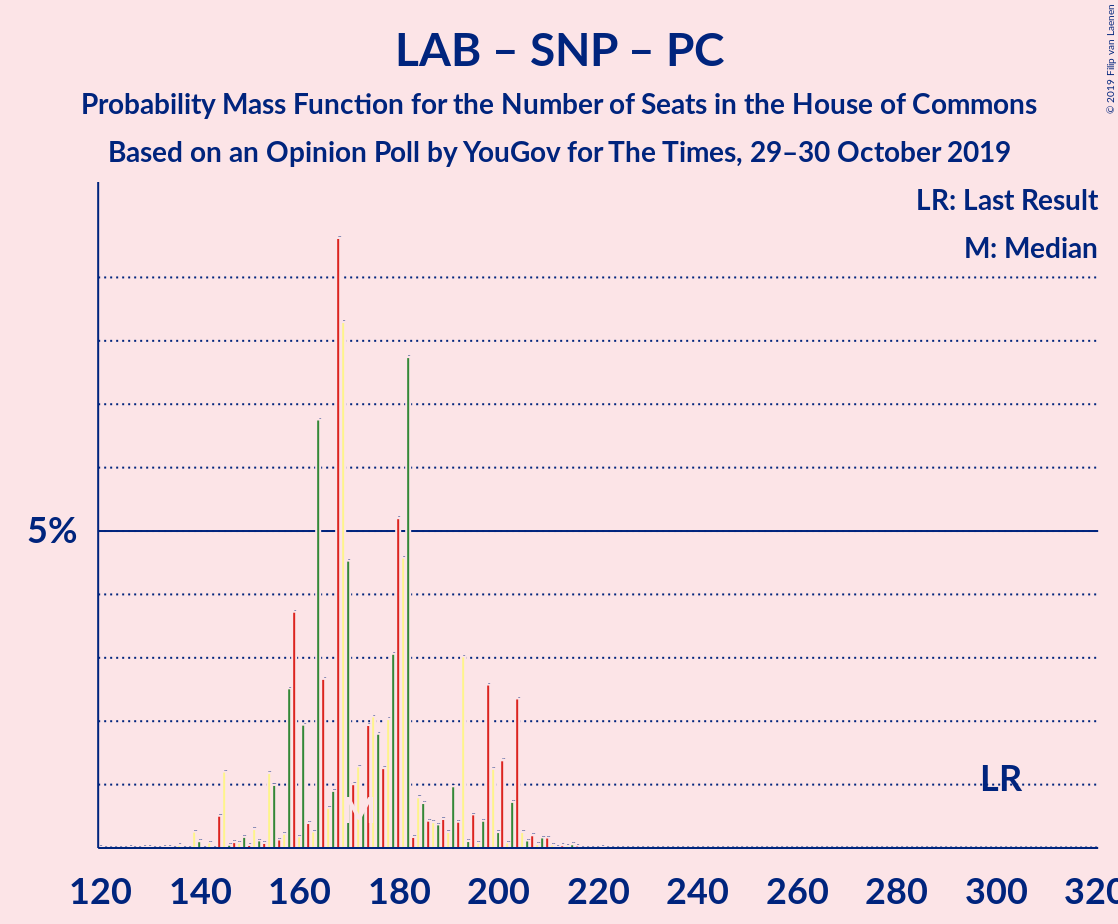 LAB – SNP – PC
Probability Mass Function for the Number of Seats in the House of Commons
Based on an Opinion Poll by YouGov for The Times, 29–30 October 2019
© 2019 Filip van Laenen
LR: Last Result
M: Median
5%
M
LR
120 140 160 180 200 220 240 260 280 300 320